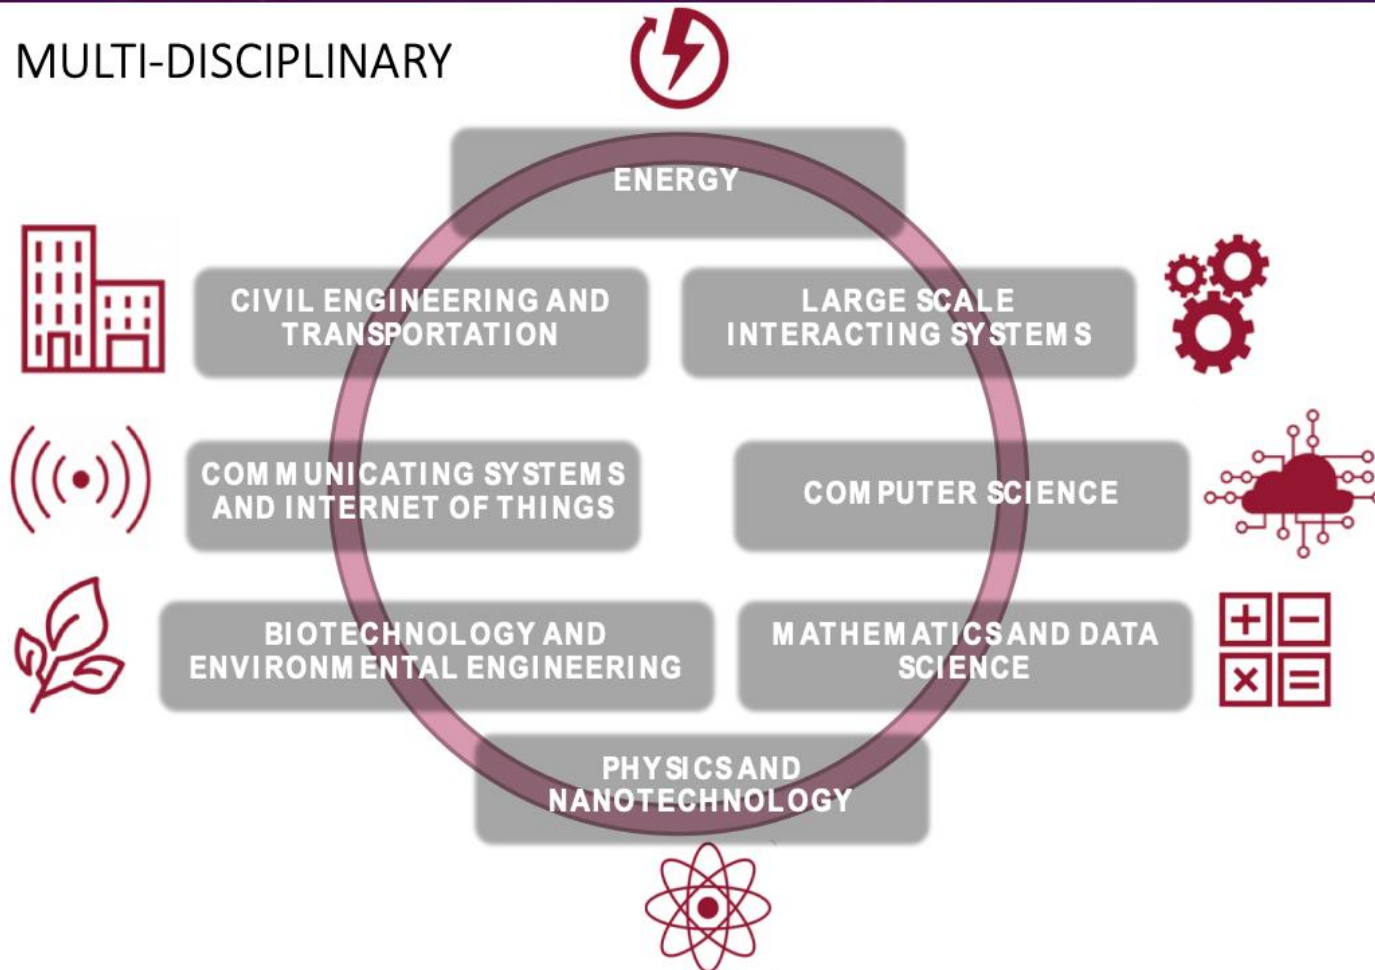 MULTI-DISCIPLINARY
ENERGY
CIVIL ENGINEERING AND
TRANSPORTATION
LARGE SCALE
INTERACTING SYSTEMS
COMMUNICATING SYSTEMS
AND INTERNET OF THINGS
COMPUTER SCIENCE
BIOTECHNOLOGY AND
ENVIRONMENTAL ENGINEERING
MATHEMATICS AND DATA
SCIENCE
PHYSICS AND
NANOTECHNOLOGY